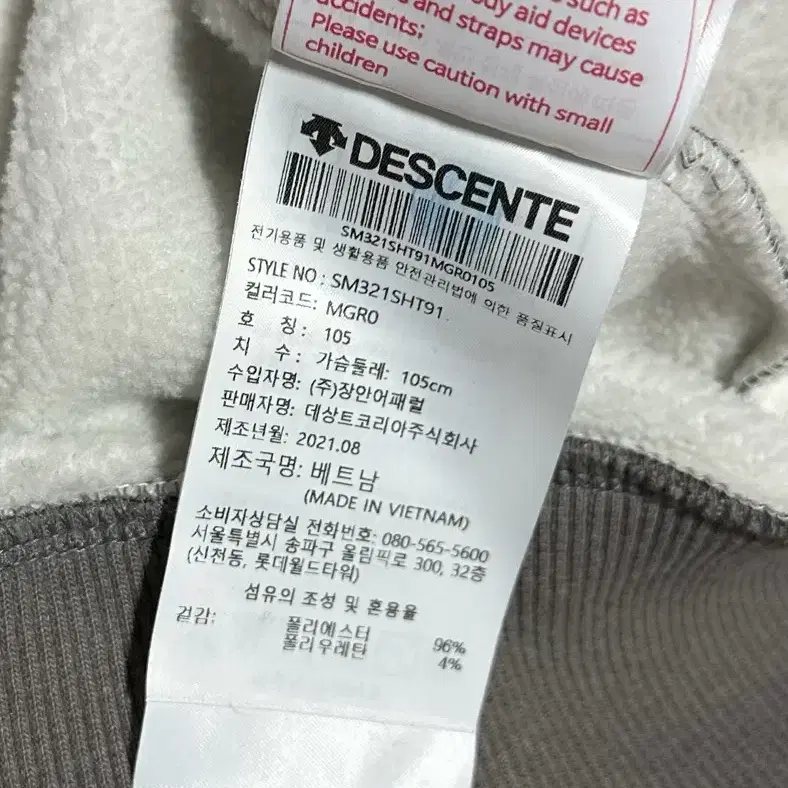 such as
dy aid devices
accidents;
and straps may cause
Please use caution with small
children
DESCENTE
SM321SHT91MGR0105
전기용품 및 생활용품 안전관리법에 의한 품질표시
STYLE NO : SM321SHT91
컬러코드: MGR0
호 칭: 105
치 수: 가슴둘레: 105cm
수입자명: (주)장안어패럴
판매자명: 데상트코리아주식회사
제조년월: 2021.08
제조국명: 베트남
(MADE IN VIETNAM)
소비자상담실 전화번호: 080-565-5600
서울특별시 송파구 올림픽로 300, 32층
(신천동, 롯데월드타워)
섬유의 조성 및 혼용율
겉감: 폴리에스터 96%
폴리우레탄 4%